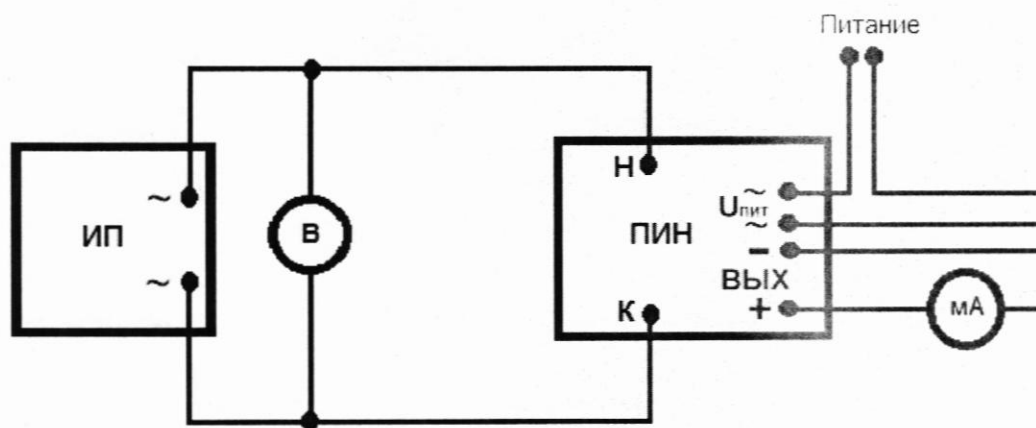 Питание
~
Н
~
ИП
В
ПИН
Uпит
~
-
~
ВЫХ
К
+
мА